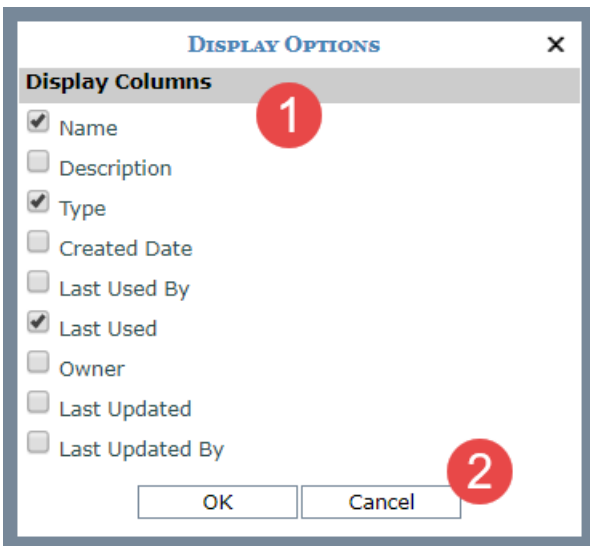 Display Options ×
Display Columns
1
Name
Description
Type
Created Date
Last Used By
Last Used
Owner
Last Updated
Last Updated By
2
OK Cancel